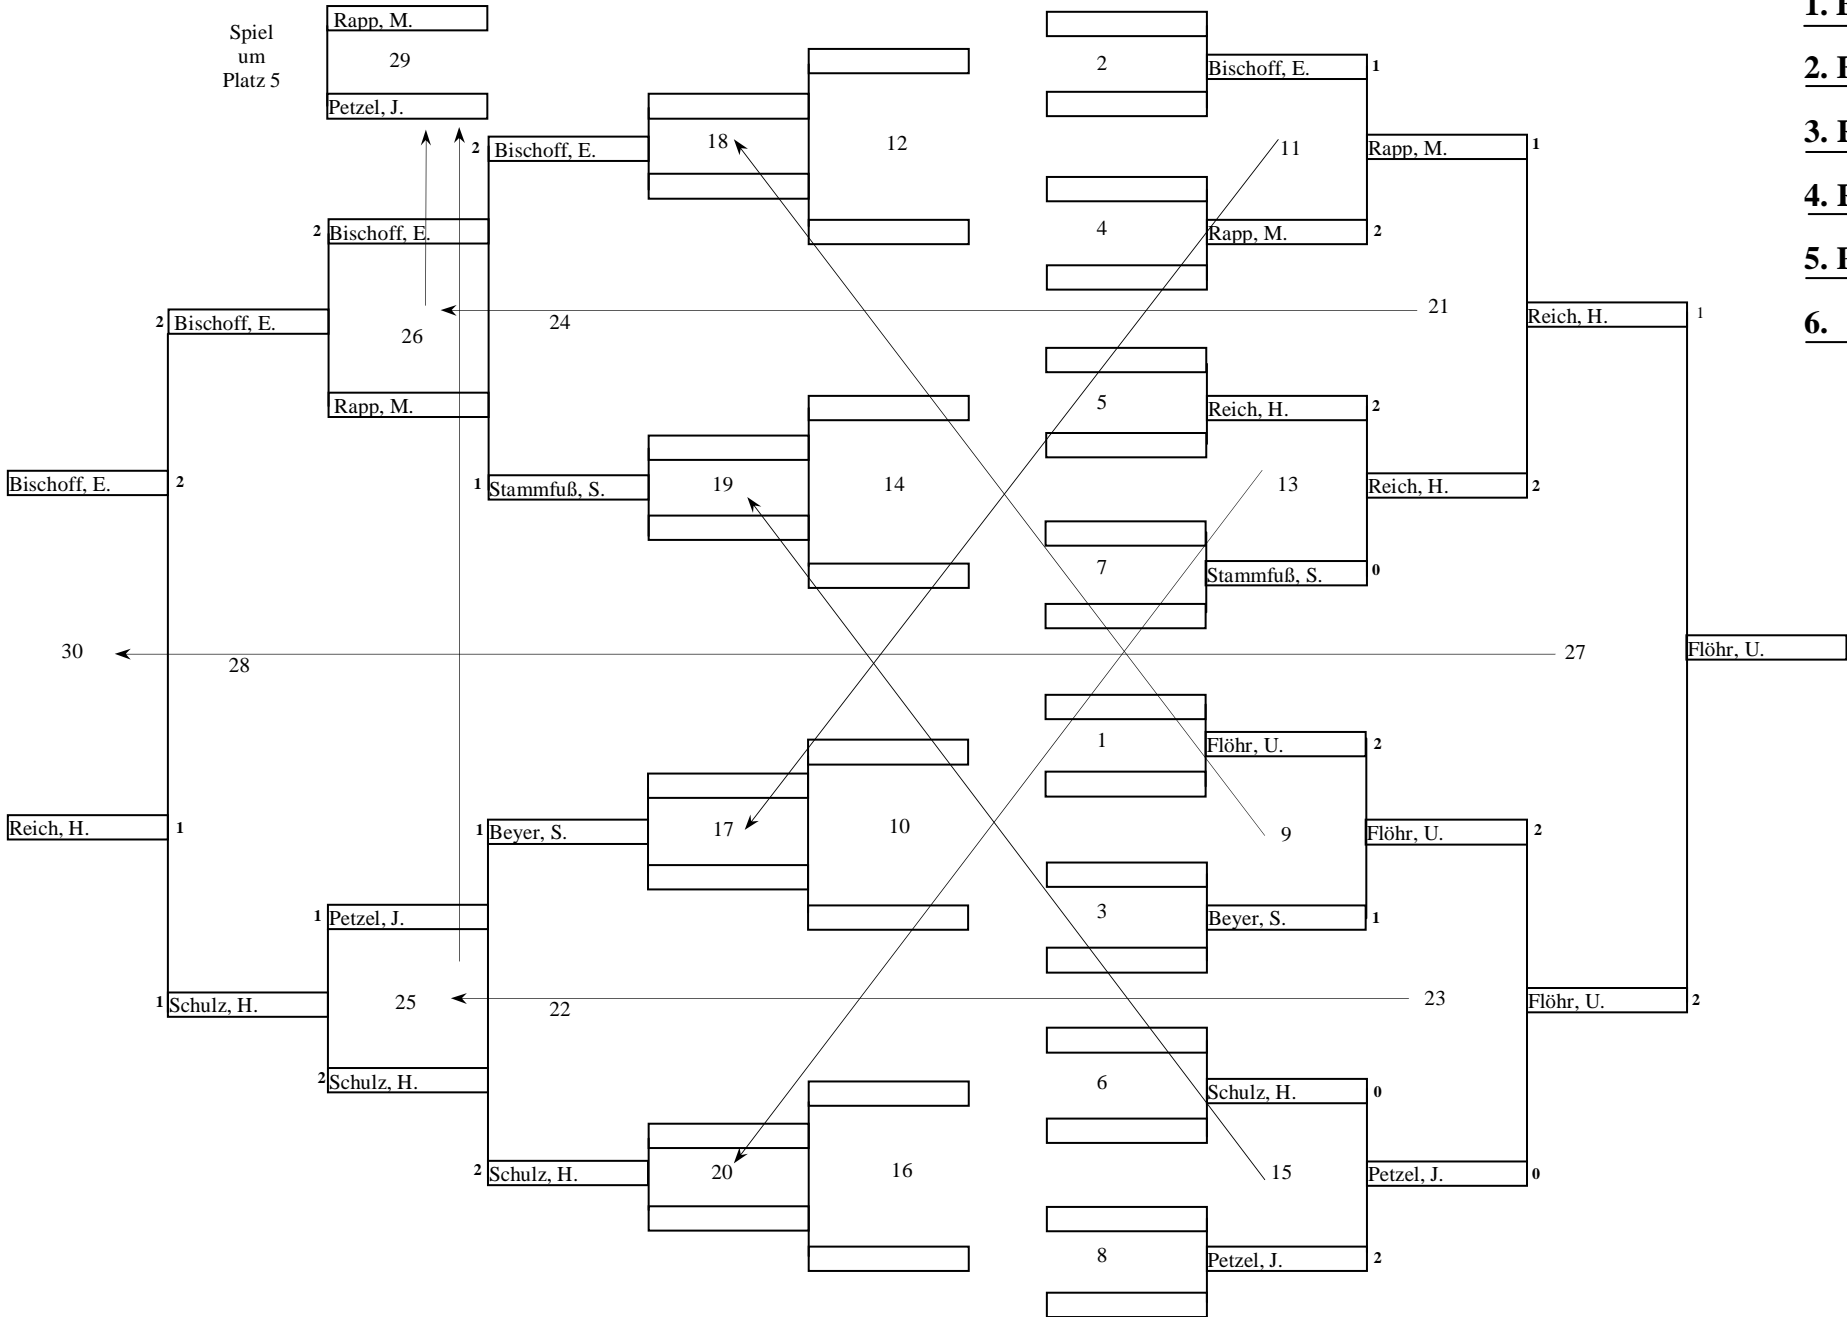 Spiel
um
Platz 5
Rapp, M.
29
Petzel, J.
2 Bischoff, E.
18
12
2 Bischoff, E.
2 Bischoff, E.
26
24
Rapp, M.
Bischoff, E. 2
1 Stammfuß, S.
19
14
30
28
Reich, H. 1
1 Beyer, S.
17
10
1 Petzel, J.
1 Schulz, H.
25
22
2 Schulz, H.
2 Schulz, H.
20
16
2
Bischoff, E. 1
11
4
Rapp, M. 2
Rapp, M. 1
21
Reich, H. 1
5
Reich, H. 2
13
Reich, H. 2
7
Stammfuß, S. 0
27
Flöhr, U.
1
Flöhr, U. 2
9
Flöhr, U. 2
3
Beyer, S. 1
23
Flöhr, U. 2
6
Schulz, H. 0
15
Petzel, J. 0
8
Petzel, J. 2
1.
2.
3.
4.
5.
6.